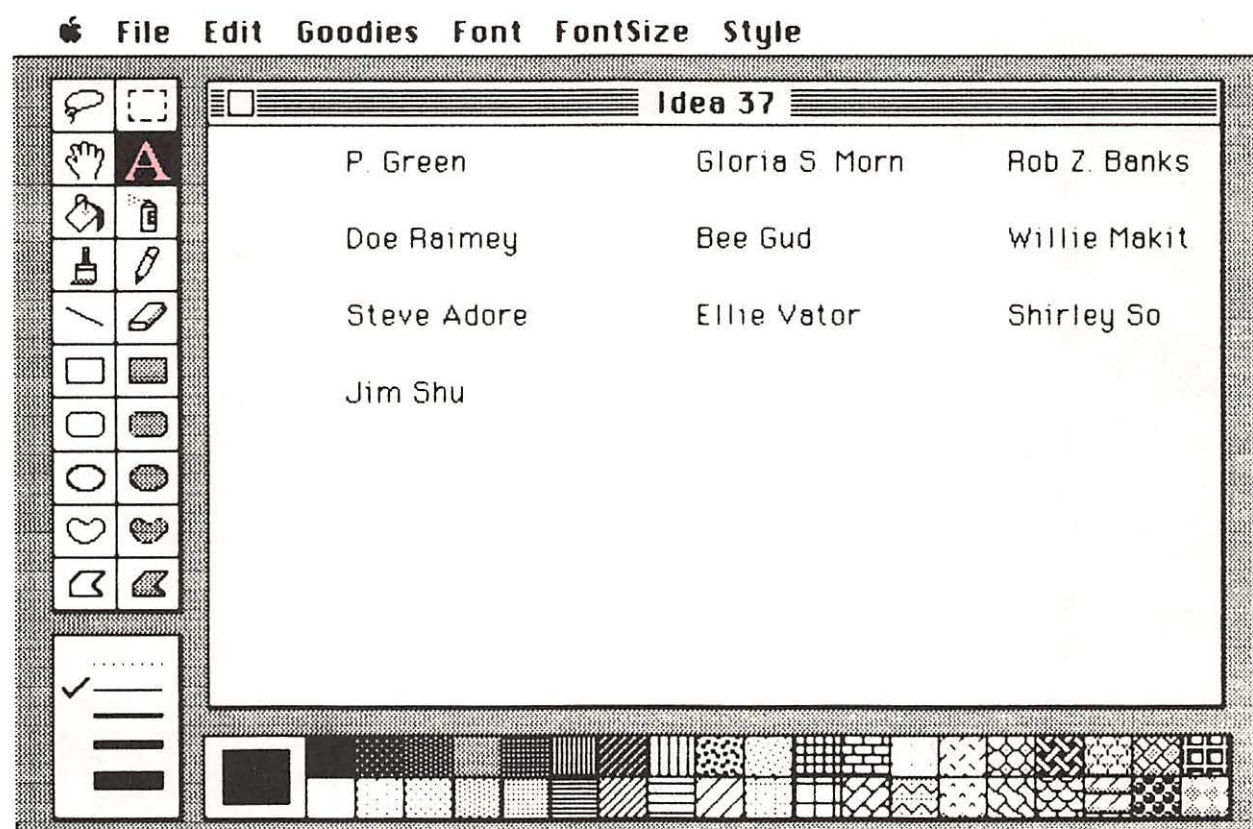 File Edit Goodies Font FontSize Style
Idea 37
A
P. Green Gloria S. Morn Rob Z. Banks
Doe Raimey Bee Gud Willie Makit
Steve Adore Ellie Vator Shirley So
Jim Shu